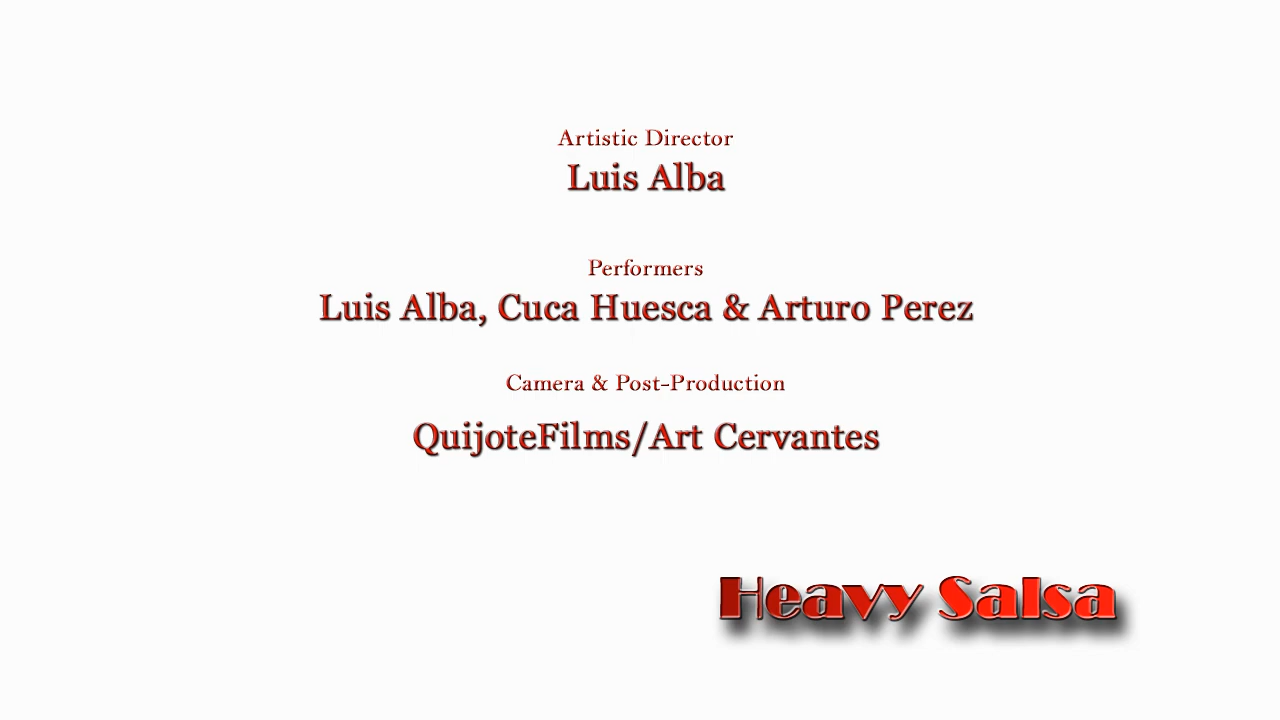 Artistic Director
Luis Alba
Performers
Luis Alba, Cuca Huesca & Arturo Perez
Camera & Post-Production
QuijoteFilms/Art Cervantes
Heavy Salsa